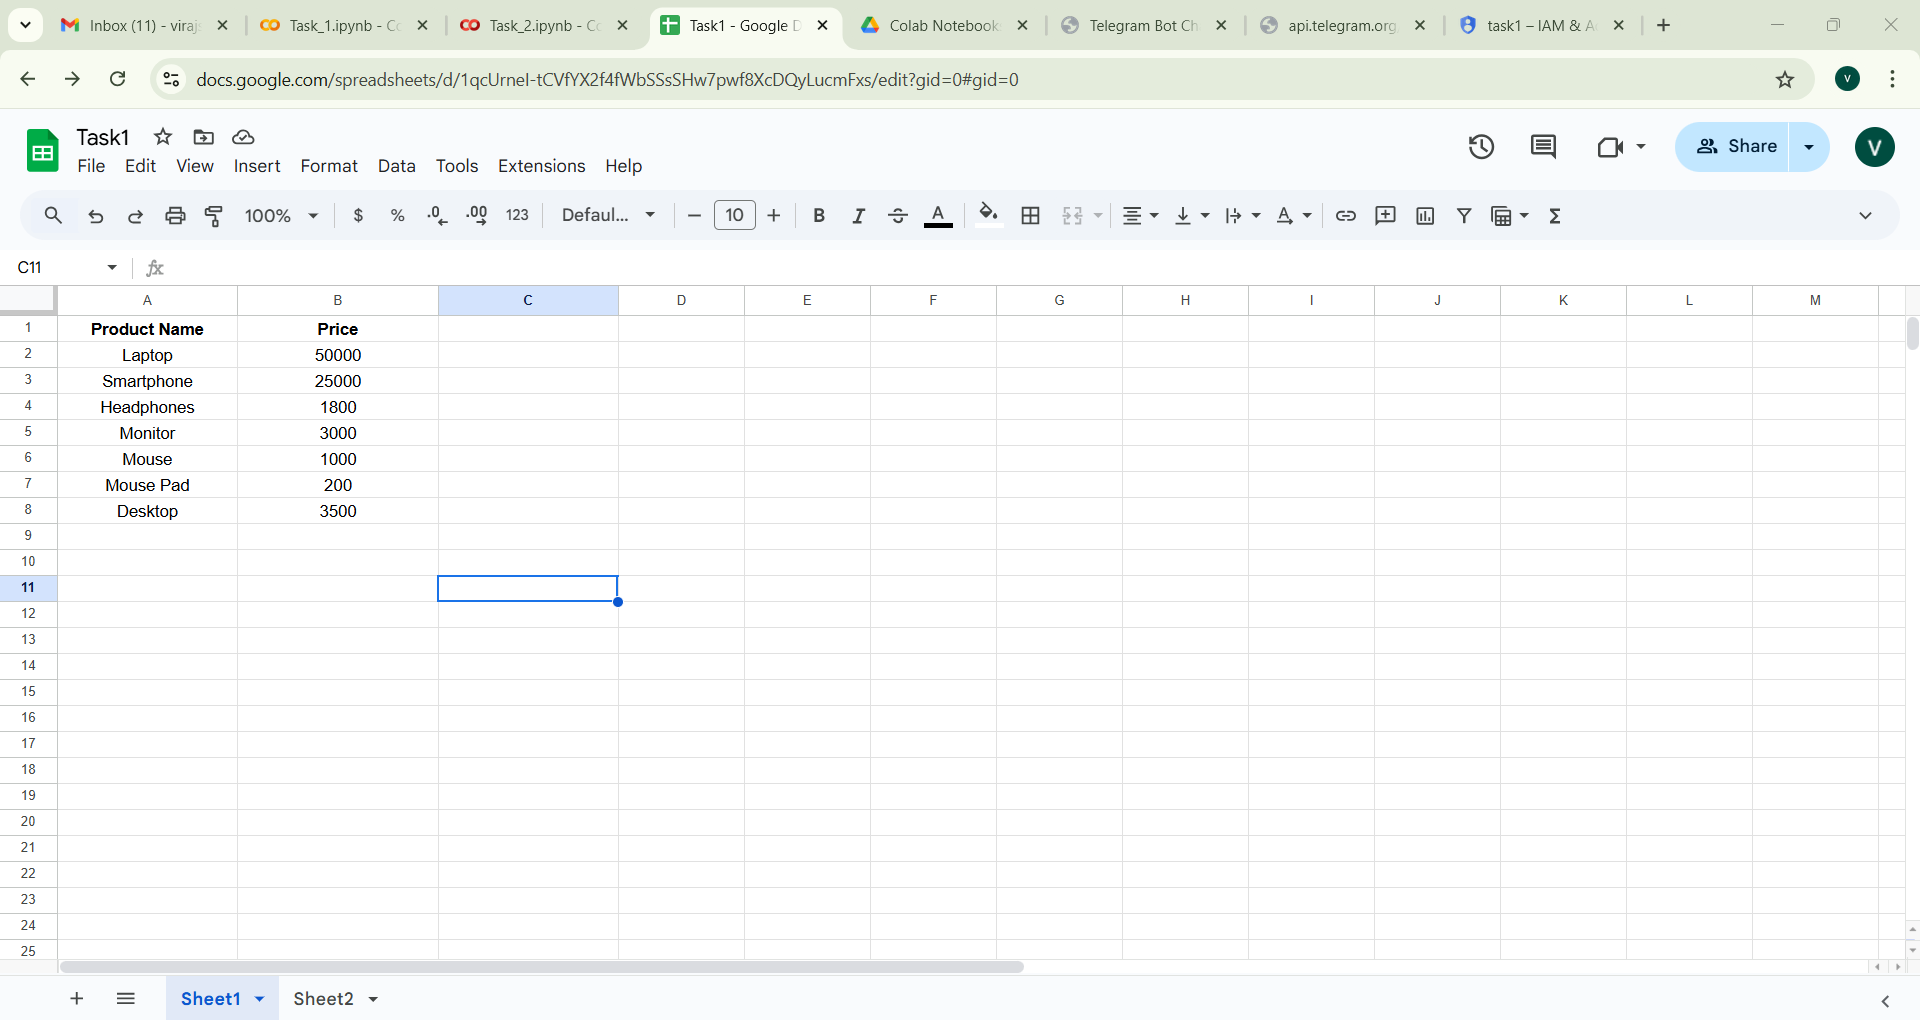 Inbox (11) - viraj
Task_1.ipynb - Co
Task_2.ipynb - Co
Task1 - Google D
Colab Notebook
Telegram Bot Ch
api.telegram.org
task1 – IAM & A
docs.google.com/spreadsheets/d/1qcUrneI-tCVfYX2f4fWbSSsSHw7pwf8XcDQyLucmFxs/edit?gid=0#gid=0
V
Task1
File Edit View Insert Format Data Tools Extensions Help
Share
V
100% $ % .0 .00 123 Defaul... 10 B I S A Σ
C11 fx
A B C D E F G H I J K L M
1 Product Name Price
2 Laptop 50000
3 Smartphone 25000
4 Headphones 1800
5 Monitor 3000
6 Mouse 1000
7 Mouse Pad 200
8 Desktop 3500
9
10
11
12
13
14
15
16
17
18
19
20
21
22
23
24
25
Sheet1 Sheet2